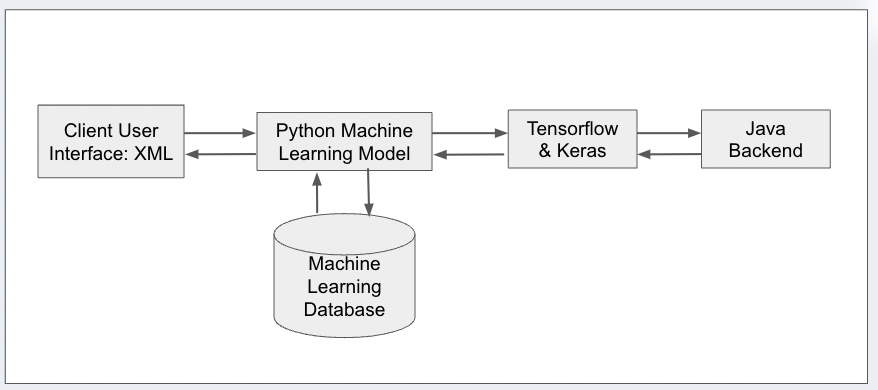 Client User
Interface: XML
Python Machine
Learning Model
Tensorflow
& Keras
Java
Backend
Machine
Learning
Database